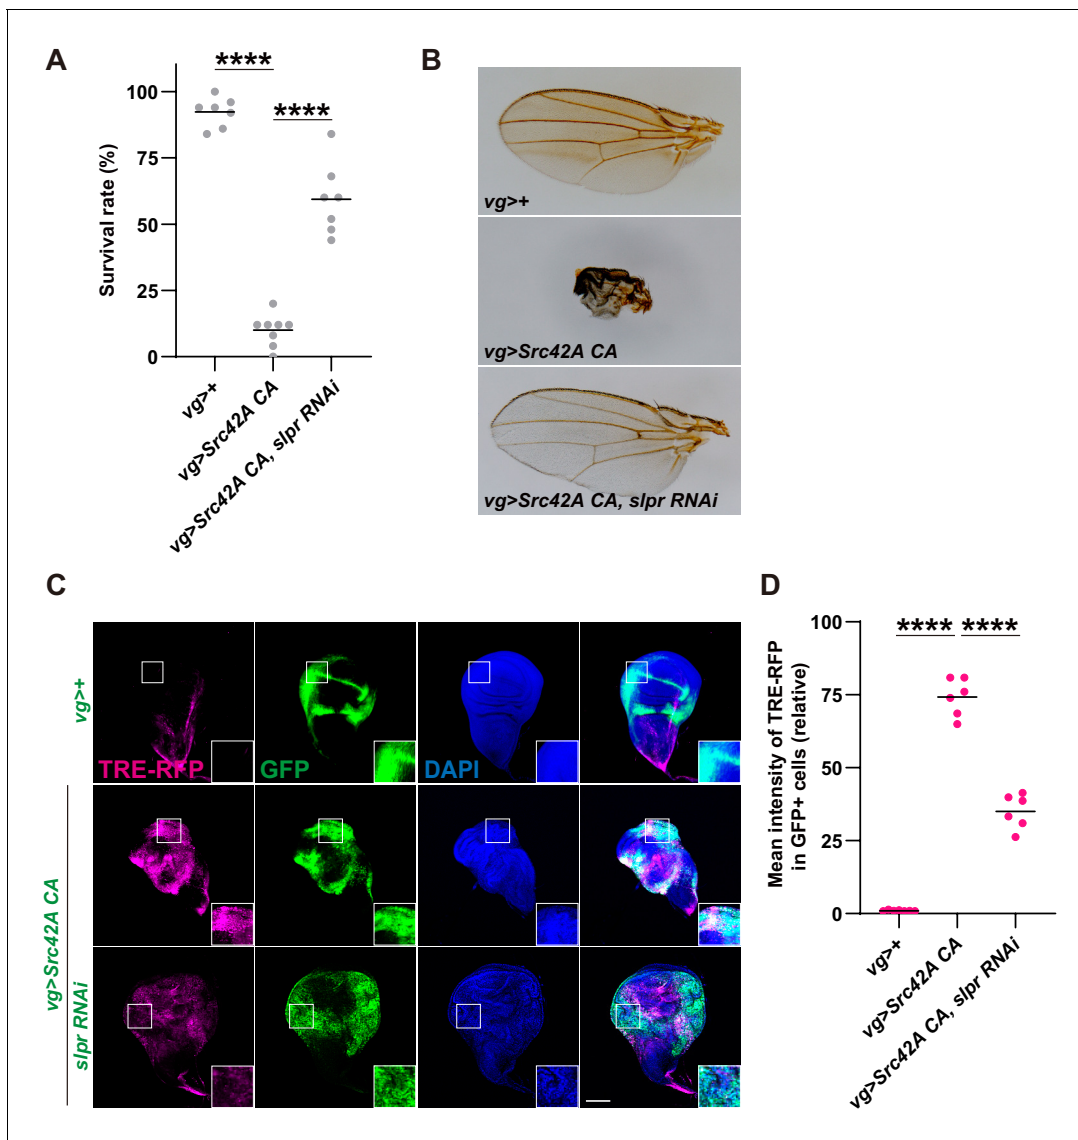 A
****
****
100
75
50
25
0
Survival rate (%)
vg>+
vg>Src42A CA
vg>Src42A CA, slpr RNAi
B
vg>+
vg>Src42A CA
vg>Src42A CA, slpr RNAi
C
vg>+
TRE-RFP
GFP
DAPI
vg>Src42A CA
slpr RNAi
D
****
****
100
75
50
25
0
Mean intensity of TRE-RFP
in GFP+ cells (relative)
vg>+
vg>Src42A CA
vg>Src42A CA, slpr RNAi